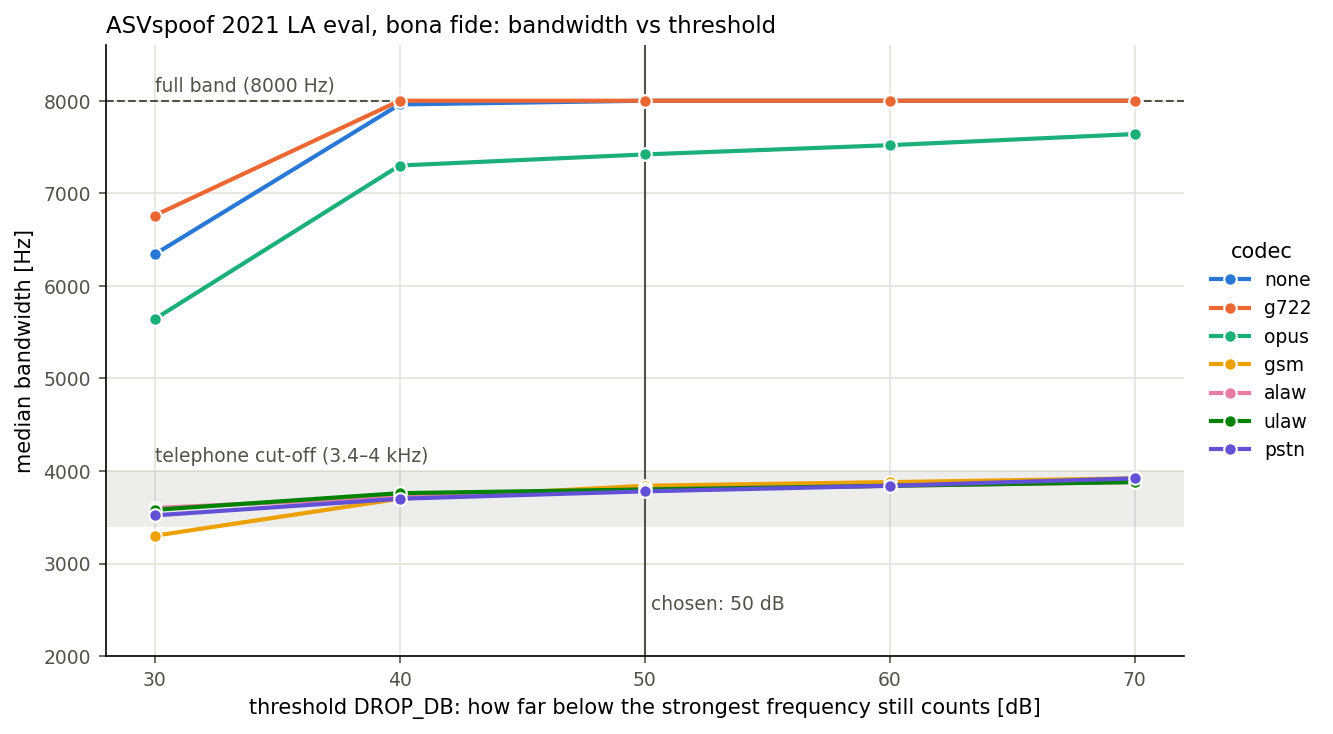 ASVspoof 2021 LA eval, bona fide: bandwidth vs threshold
full band (8000 Hz)
8000
7000
6000
5000
4000
3000
2000
median bandwidth [Hz]
telephone cut-off (3.4–4 kHz)
chosen: 50 dB
30
40
50
60
70
threshold DROP_DB: how far below the strongest frequency still counts [dB]
codec
none
g722
opus
gsm
alaw
ulaw
pstn